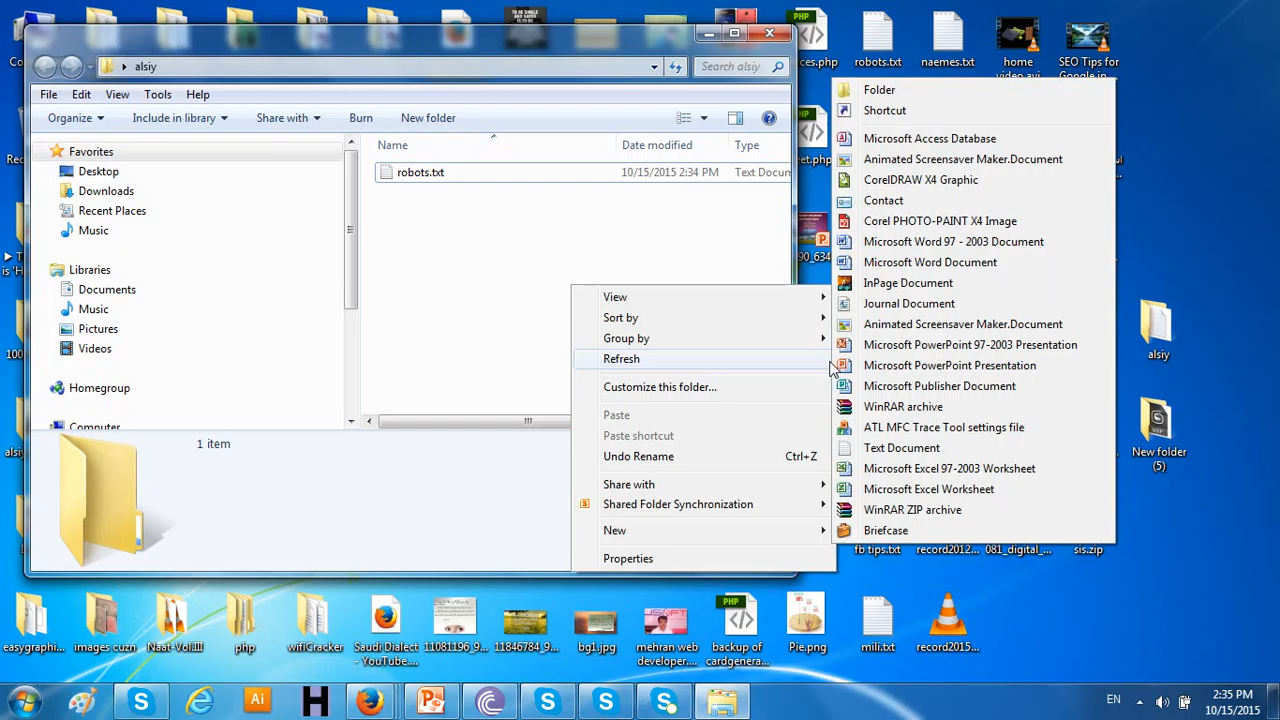 TO BE SINGLE
alsiy
Search alsiy
File Edit View Tools Help
Organize Include in library Share with Burn New folder
Name Date modified Type
robots.txt 10/15/2015 2:34 PM Text Docum
Favorites
Desktop
Downloads
Recent Places
Music
Libraries
Documents
Music
Pictures
Videos
Homegroup
Computer
1 item
View
Sort by
Group by
Refresh
Customize this folder...
Paste
Paste shortcut
Undo Rename Ctrl+Z
Share with
Shared Folder Synchronization
New
Properties
Folder
Shortcut
Microsoft Access Database
Animated Screensaver Maker.Document
CorelDRAW X4 Graphic
Contact
Corel PHOTO-PAINT X4 Image
Microsoft Word 97 - 2003 Document
Microsoft Word Document
InPage Document
Journal Document
Animated Screensaver Maker.Document
Microsoft PowerPoint 97-2003 Presentation
Microsoft PowerPoint Presentation
Microsoft Publisher Document
WinRAR archive
ATL MFC Trace Tool settings file
Text Document
Microsoft Excel 97-2003 Worksheet
Microsoft Excel Worksheet
WinRAR ZIP archive
Briefcase
PHP
ces.php
robots.txt
naemes.txt
home
video.avi
SEO Tips for
Google in...
PHP
eet.php
90_634
alsiy
New folder
(5)
fb tips.txt
record2012...
081_digital_...
sis.zip
easygraphi...
images cuzn
Naat-Vol.III
php
wifiCracker
Saudi Dialect
- YouTube...
11081196_9...
11846784_9...
bg1.jpg
mehran web
developer....
PHP
backup of
cardgenera...
Pie.png
mili.txt
record2015...
Ai
EN
2:35 PM
10/15/2015